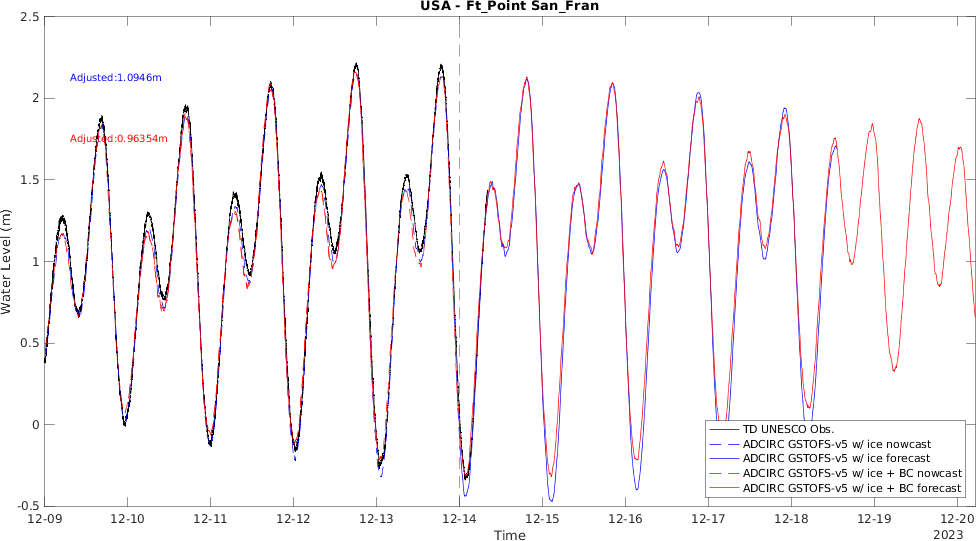 USA - Ft_Point San_Fran
2.5
Adjusted:1.0946m
2
Adjusted:0.96354m
1.5
Water Level (m)
1
0.5
0
-0.5
TD UNESCO Obs.
ADCIRC GSTOFS-v5 w/ ice nowcast
ADCIRC GSTOFS-v5 w/ ice forecast
ADCIRC GSTOFS-v5 w/ ice + BC nowcast
ADCIRC GSTOFS-v5 w/ ice + BC forecast
12-09 12-10 12-11 12-12 12-13 12-14 12-15 12-16 12-17 12-18 12-19 12-20
Time
2023